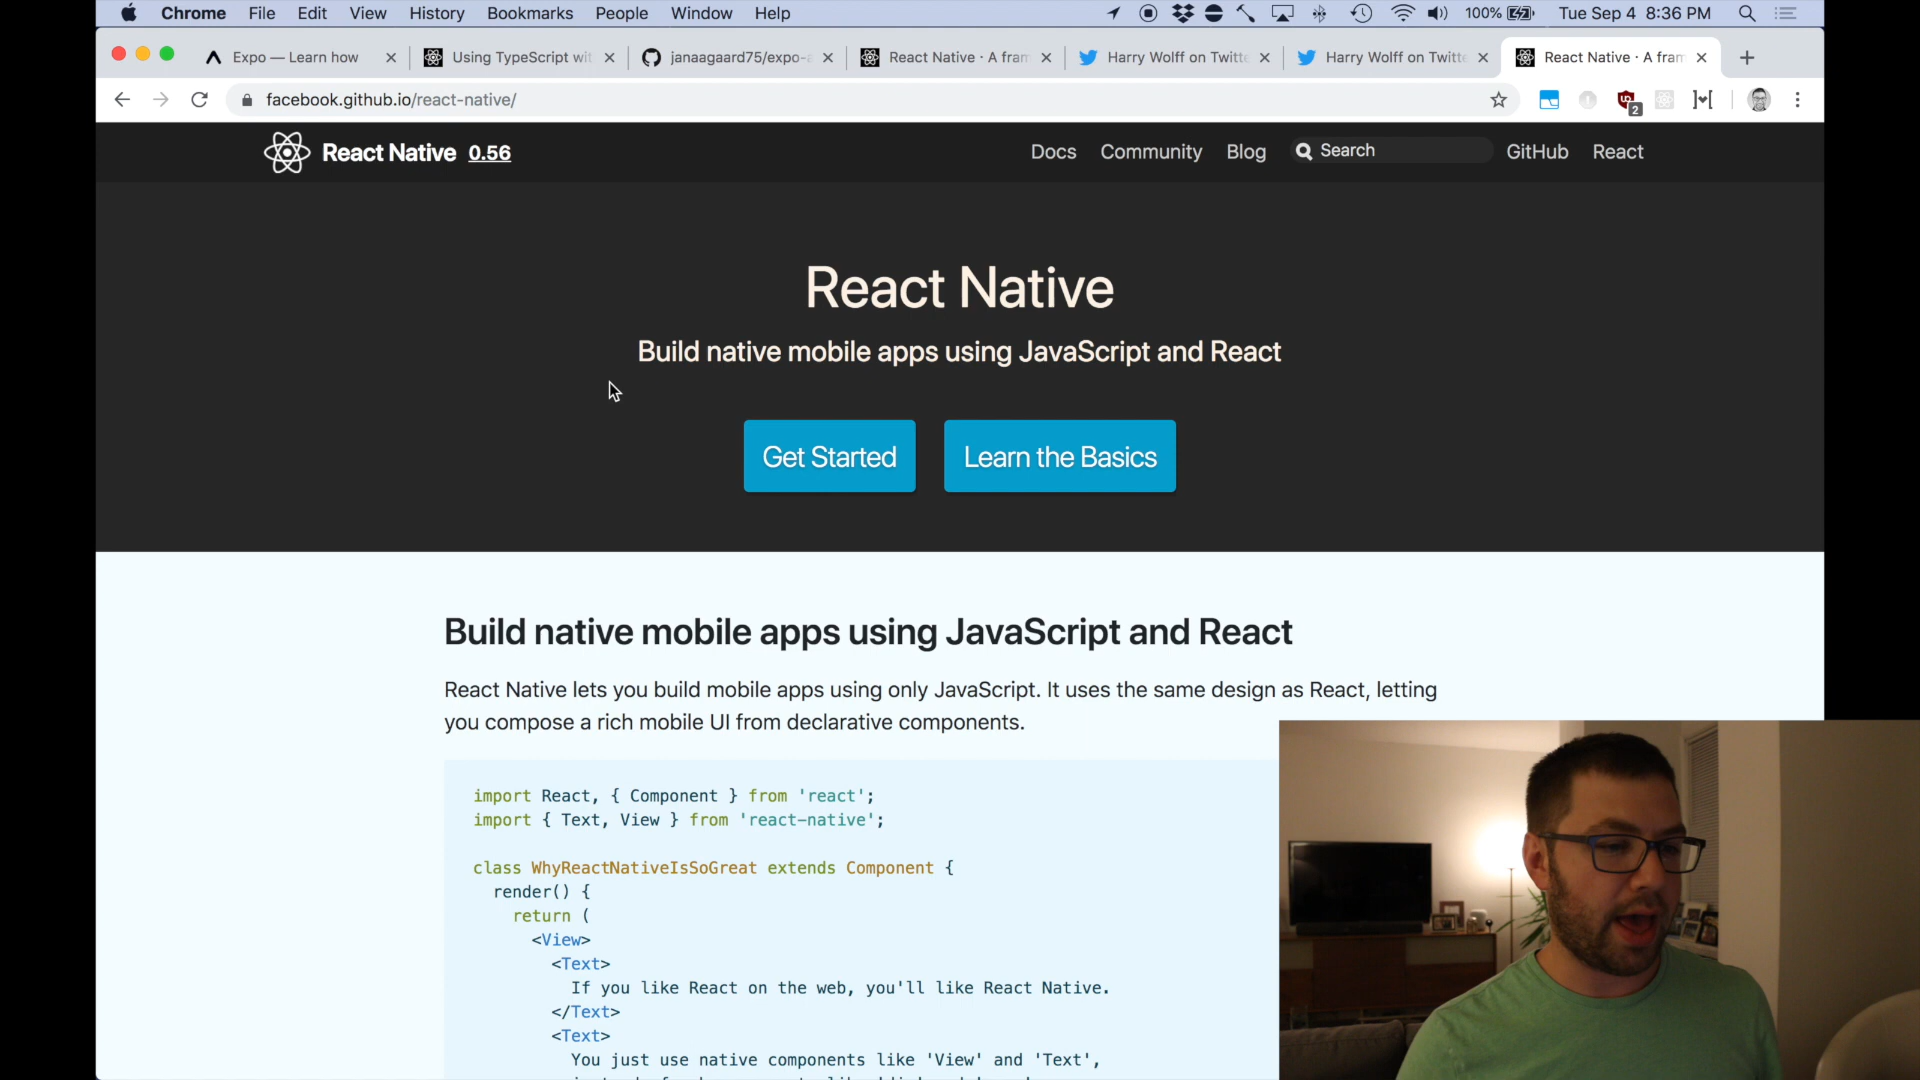 Chrome File Edit View History Bookmarks People Window Help 100% Tue Sep 4 8:36 PM
Expo — Learn how
Using TypeScript wit
janaagaard75/expo-a
React Native · A fram
Harry Wolff on Twitte
Harry Wolff on Twitte
React Native · A fram
facebook.github.io/react-native/
2
React Native 0.56 Docs Community Blog Search GitHub React
React Native
Build native mobile apps using JavaScript and React
Get Started Learn the Basics
Build native mobile apps using JavaScript and React
React Native lets you build mobile apps using only JavaScript. It uses the same design as React, letting
you compose a rich mobile UI from declarative components.
import React, { Component } from 'react';
import { Text, View } from 'react-native';
class WhyReactNativeIsSoGreat extends Component {
render() {
return (
<View>
<Text>
If you like React on the web, you'll like React Native.
</Text>
<Text>
You just use native components like 'View' and 'Text',